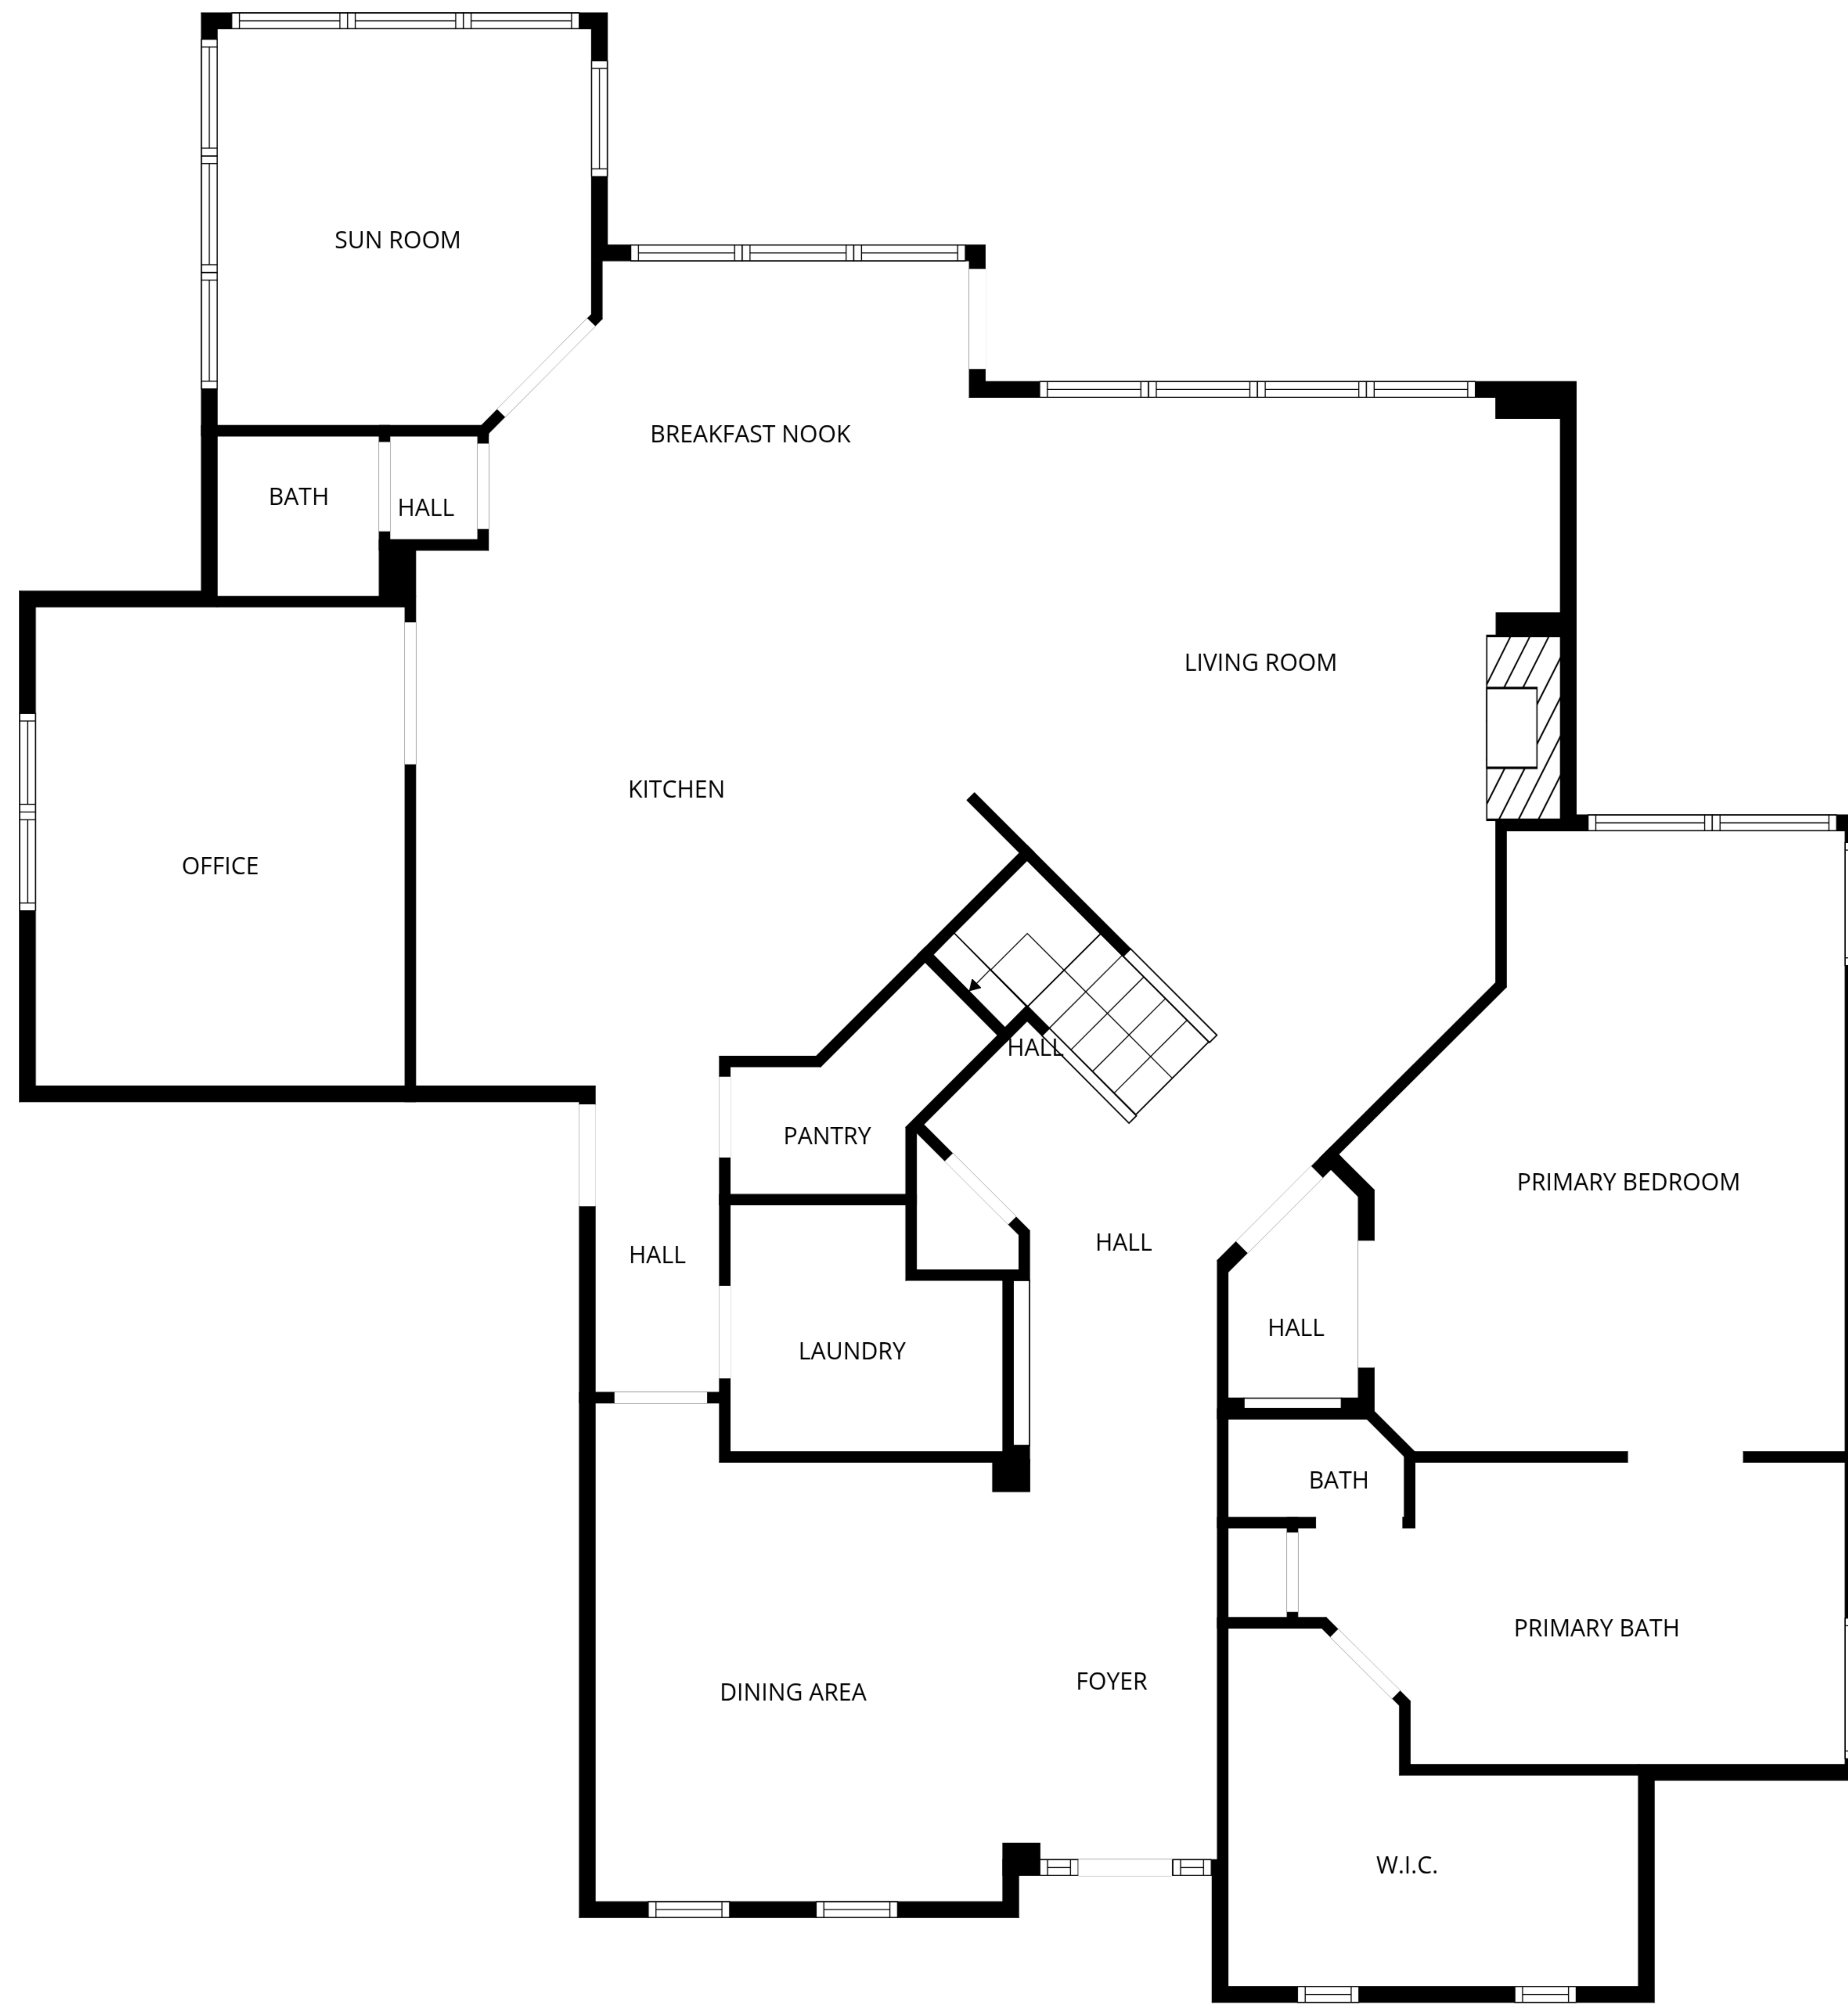 SUN ROOM
BREAKFAST NOOK
BATH
HALL
LIVING ROOM
KITCHEN
OFFICE
HALL
PANTRY
PRIMARY BEDROOM
HALL
HALL
HALL
LAUNDRY
BATH
PRIMARY BATH
FOYER
DINING AREA
W.I.C.